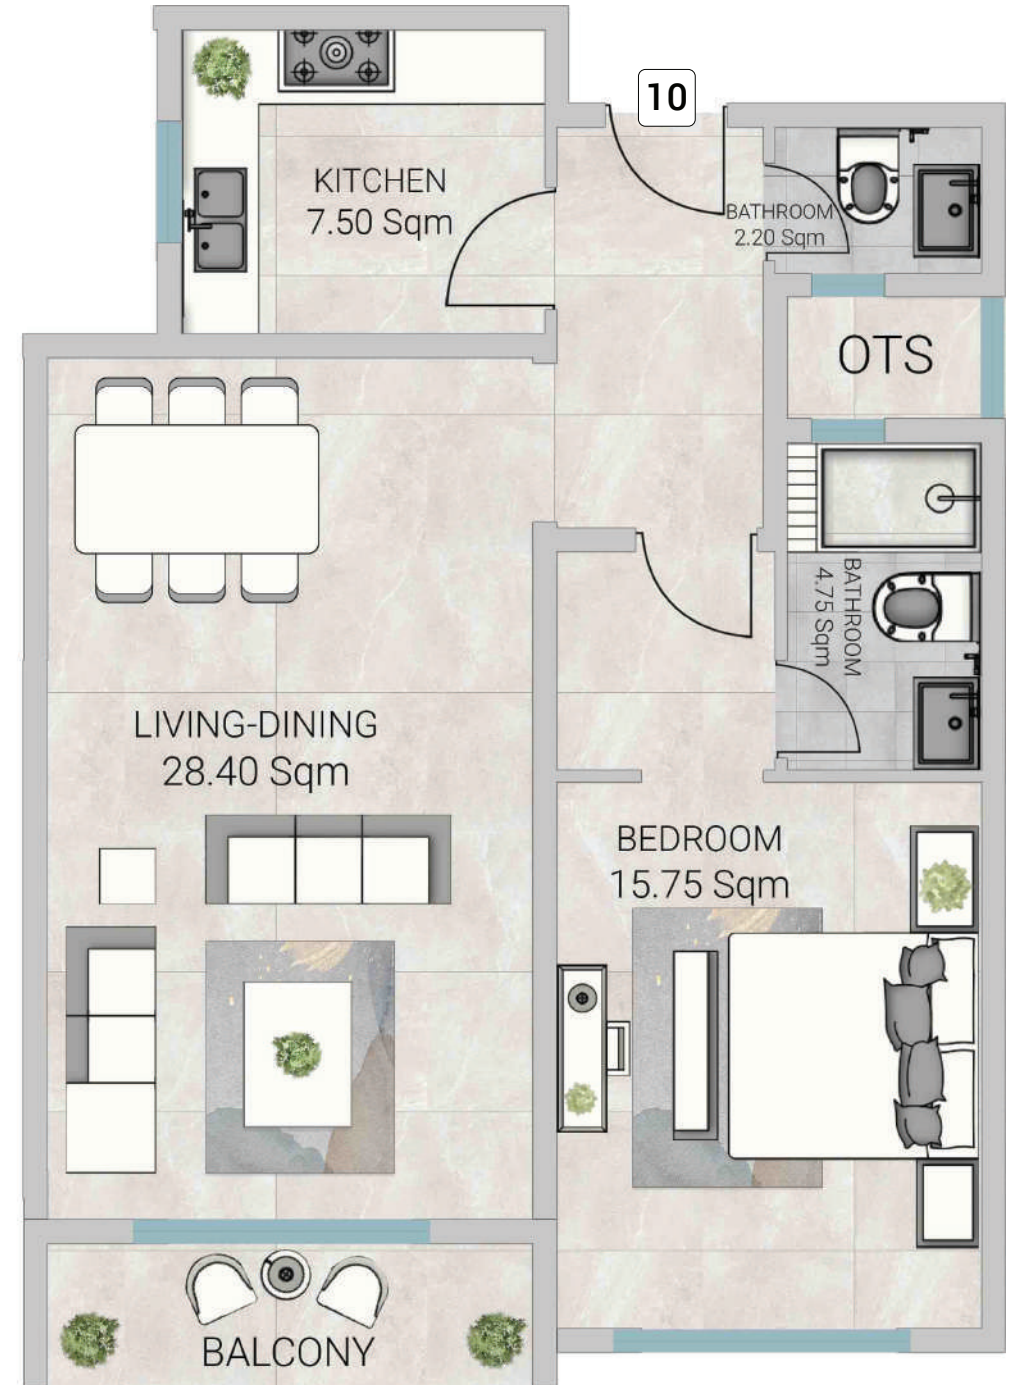 10
KITCHEN
7.50 Sqm
BATHROOM
2.20 Sqm
OTS
BATHROOM
4.75 Sqm
LIVING-DINING
28.40 Sqm
BEDROOM
15.75 Sqm
BALCONY